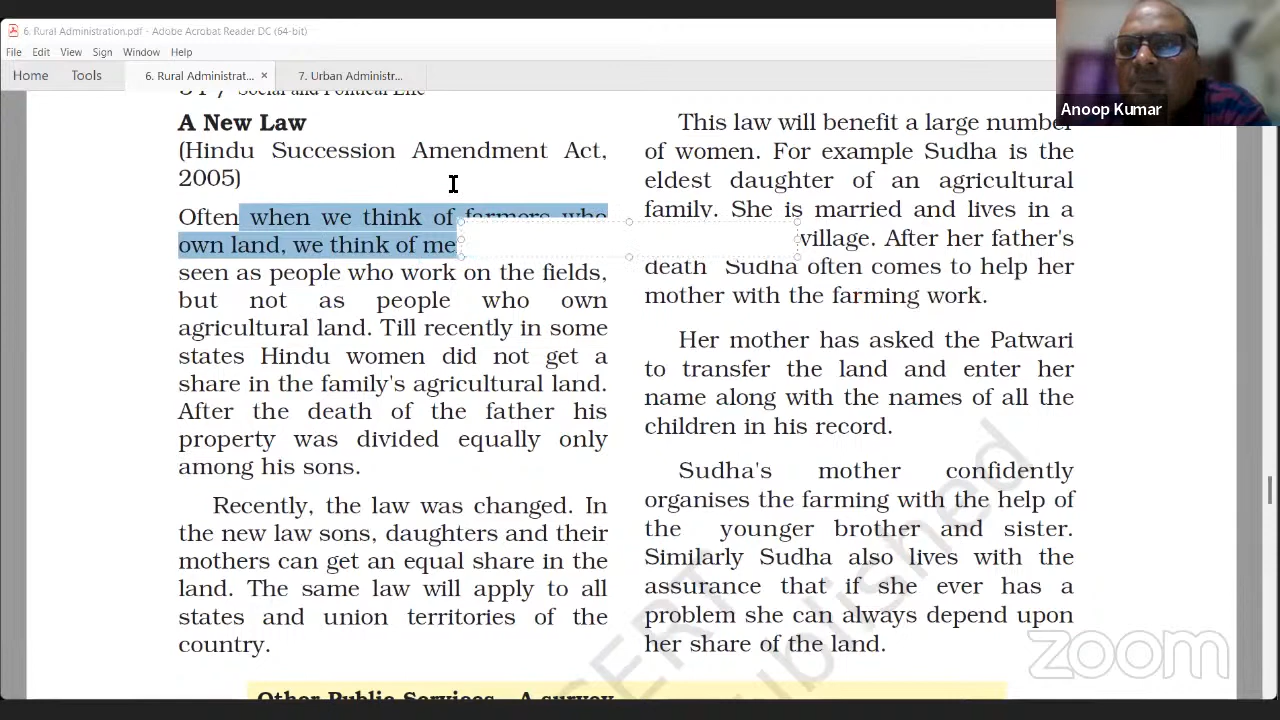 6. Rural Administration.pdf - Adobe Acrobat Reader DC (64-bit)
File Edit View Sign Window Help
Home Tools 6. Rural Administrat... × 7. Urban Administr...
Anoop Kumar
Social and Political Life
A New Law
(Hindu Succession Amendment Act,
2005)
Often when we think of farmers who
own land, we think of me
seen as people who work on the fields,
but not as people who own
agricultural land. Till recently in some
states Hindu women did not get a
share in the family's agricultural land.
After the death of the father his
property was divided equally only
among his sons.
Recently, the law was changed. In
the new law sons, daughters and their
mothers can get an equal share in the
land. The same law will apply to all
states and union territories of the
country.
This law will benefit a large number
of women. For example Sudha is the
eldest daughter of an agricultural
family. She is married and lives in a
village. After her father's
death Sudha often comes to help her
mother with the farming work.
Her mother has asked the Patwari
to transfer the land and enter her
name along with the names of all the
children in his record.
Sudha's mother confidently
organises the farming with the help of
the younger brother and sister.
Similarly Sudha also lives with the
assurance that if she ever has a
problem she can always depend upon
her share of the land.
Other Public Services - A survey
zoom